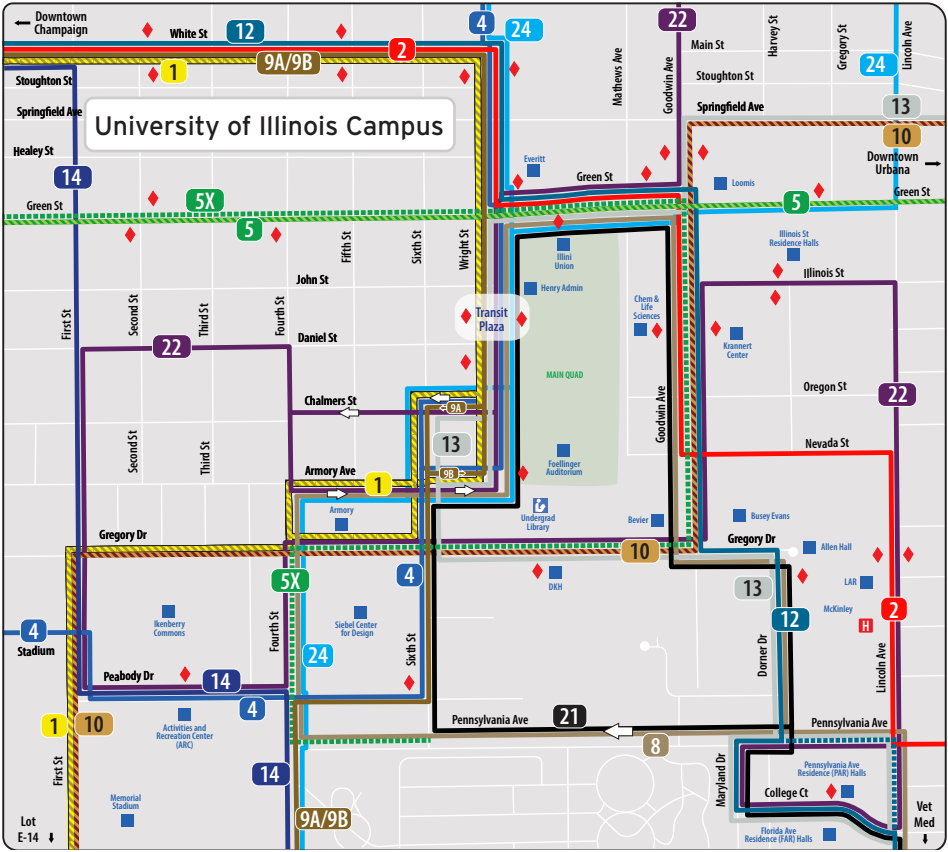 Downtown
Champaign
White St
12
2
4
24
22
Main St
Mathews Ave
Goodwin Ave
Harvey St
Gregory St
Lincoln Ave
24
Stoughton St
1
9A/9B
Stoughton St
Springfield Ave
Springfield Ave
13
10
University of Illinois Campus
Healey St
Downtown
Urbana
14
Everitt
Green St
Loomis
Green St
5X
5
5
Green St
Fifth St
Sixth St
Wright St
Illini
Union
Illinois St
Residence Halls
John St
Illinois St
Henry Admin
First St
Second St
Third St
Fourth St
Transit
Plaza
Chem &
Life
Sciences
Krannert
Center
Daniel St
22
MAIN QUAD
Oregon St
22
Chalmers St
9A
Goodwin Ave
13
Nevada St
Second St
Third St
Armory Ave
9B
Foellinger
Auditorium
1
Armory
Undergrad
Library
Bevier
Busey Evans
Gregory Dr
10
Gregory Dr
Allen Hall
5X
4
DKH
13
LAR
Ikenberry
Commons
Siebel Center
for Design
12
McKinley
H
2
4
Stadium
Fourth St
Sixth St
24
Dorner Dr
Lincoln Ave
Peabody Dr
14
4
1
10
Activities and
Recreation Center
(ARC)
Pennsylvania Ave
21
8
Pennsylvania Ave
First St
14
Maryland Dr
Pennsylvania Ave
Residence (PAR) Halls
College Ct
Memorial
Stadium
9A/9B
Lot
E-14
Florida Ave
Residence (FAR) Halls
Vet
Med